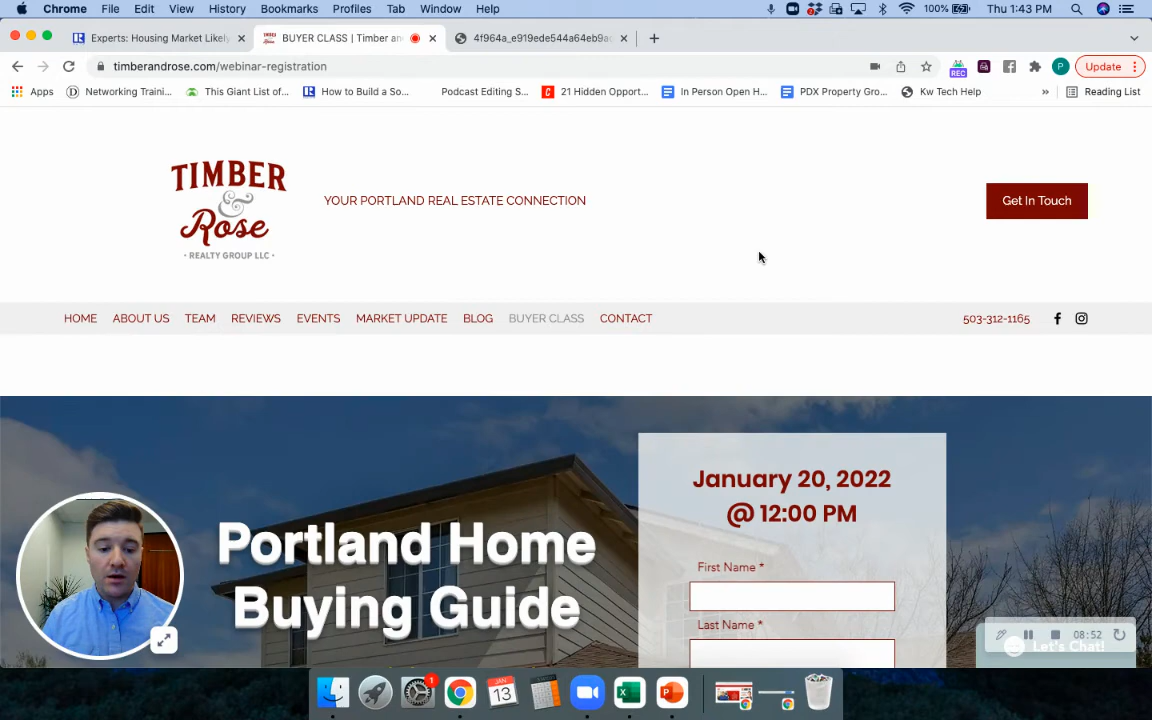 Chrome File Edit View History Bookmarks Profiles Tab Window Help 100% Thu 1:43 PM
Experts: Housing Market Likely BUYER CLASS | Timber an 4f964a_e919ede544a64eb9a
timberandrose.com/webinar-registration REC P Update
Apps Networking Traini... This Giant List of... How to Build a So... Podcast Editing S... 21 Hidden Opport... In Person Open H... PDX Property Gro... Kw Tech Help » Reading List
TIMBER
&
Rose
• REALTY GROUP LLC •
YOUR PORTLAND REAL ESTATE CONNECTION
Get In Touch
HOME ABOUT US TEAM REVIEWS EVENTS MARKET UPDATE BLOG BUYER CLASS CONTACT 503-312-1165
January 20, 2022
@ 12:00 PM
Portland Home
Buying Guide
First Name *
Last Name *
08:52
Let's Chat!
1
JAN
13